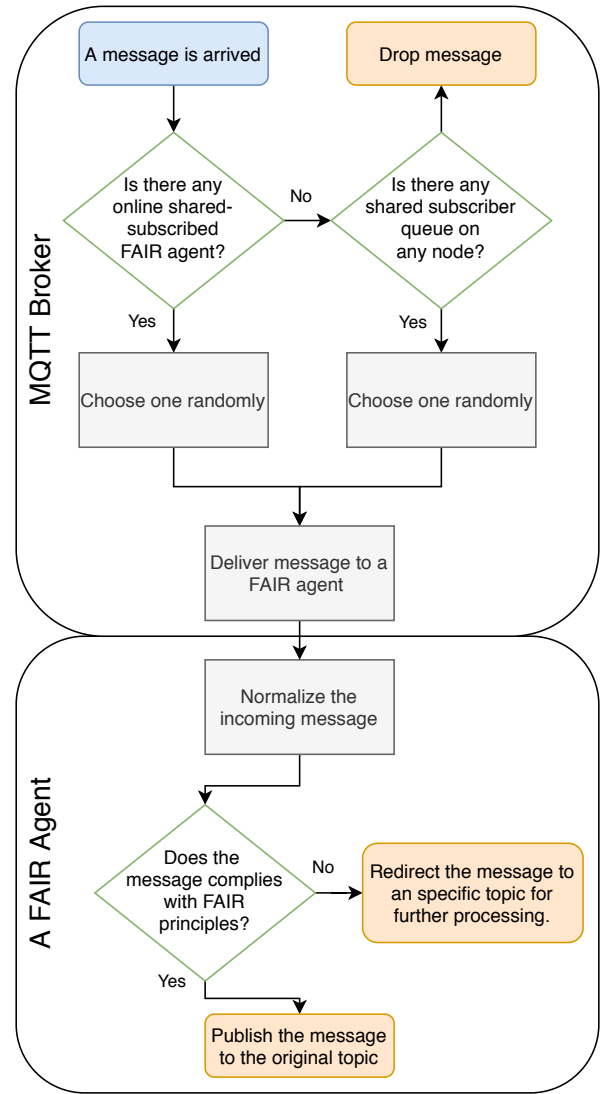 MQTT Broker
A message is arrived
Drop message
Is there any
online shared-
subscribed
FAIR agent?
No
Is there any
shared subscriber
queue on
any node?
Yes
Yes
Choose one randomly
Choose one randomly
Deliver message to a
FAIR agent
A FAIR Agent
Normalize the
incoming message
Does the
message complies
with FAIR
principles?
No
Redirect the message to
an specific topic for
further processing.
Yes
Publish the message
to the original topic